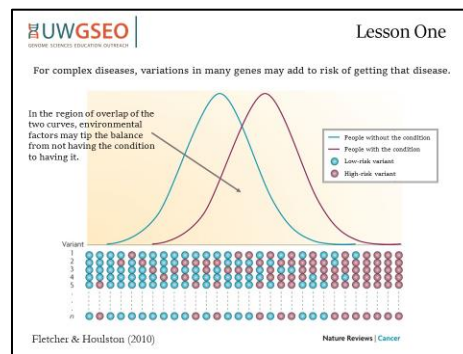 UWGSEO
GENOME SCIENCES EDUCATION OUTREACH
Lesson One
For complex diseases, variations in many genes may add to risk of getting that disease.
In the region of overlap of the
two curves, environmental
factors may tip the balance
from not having the condition
to having it.
People without the condition
People with the condition
Low-risk variant
High-risk variant
Variant
1
2
3
4
5
.
.
.
n
Fletcher & Houlston (2010)
Nature Reviews | Cancer